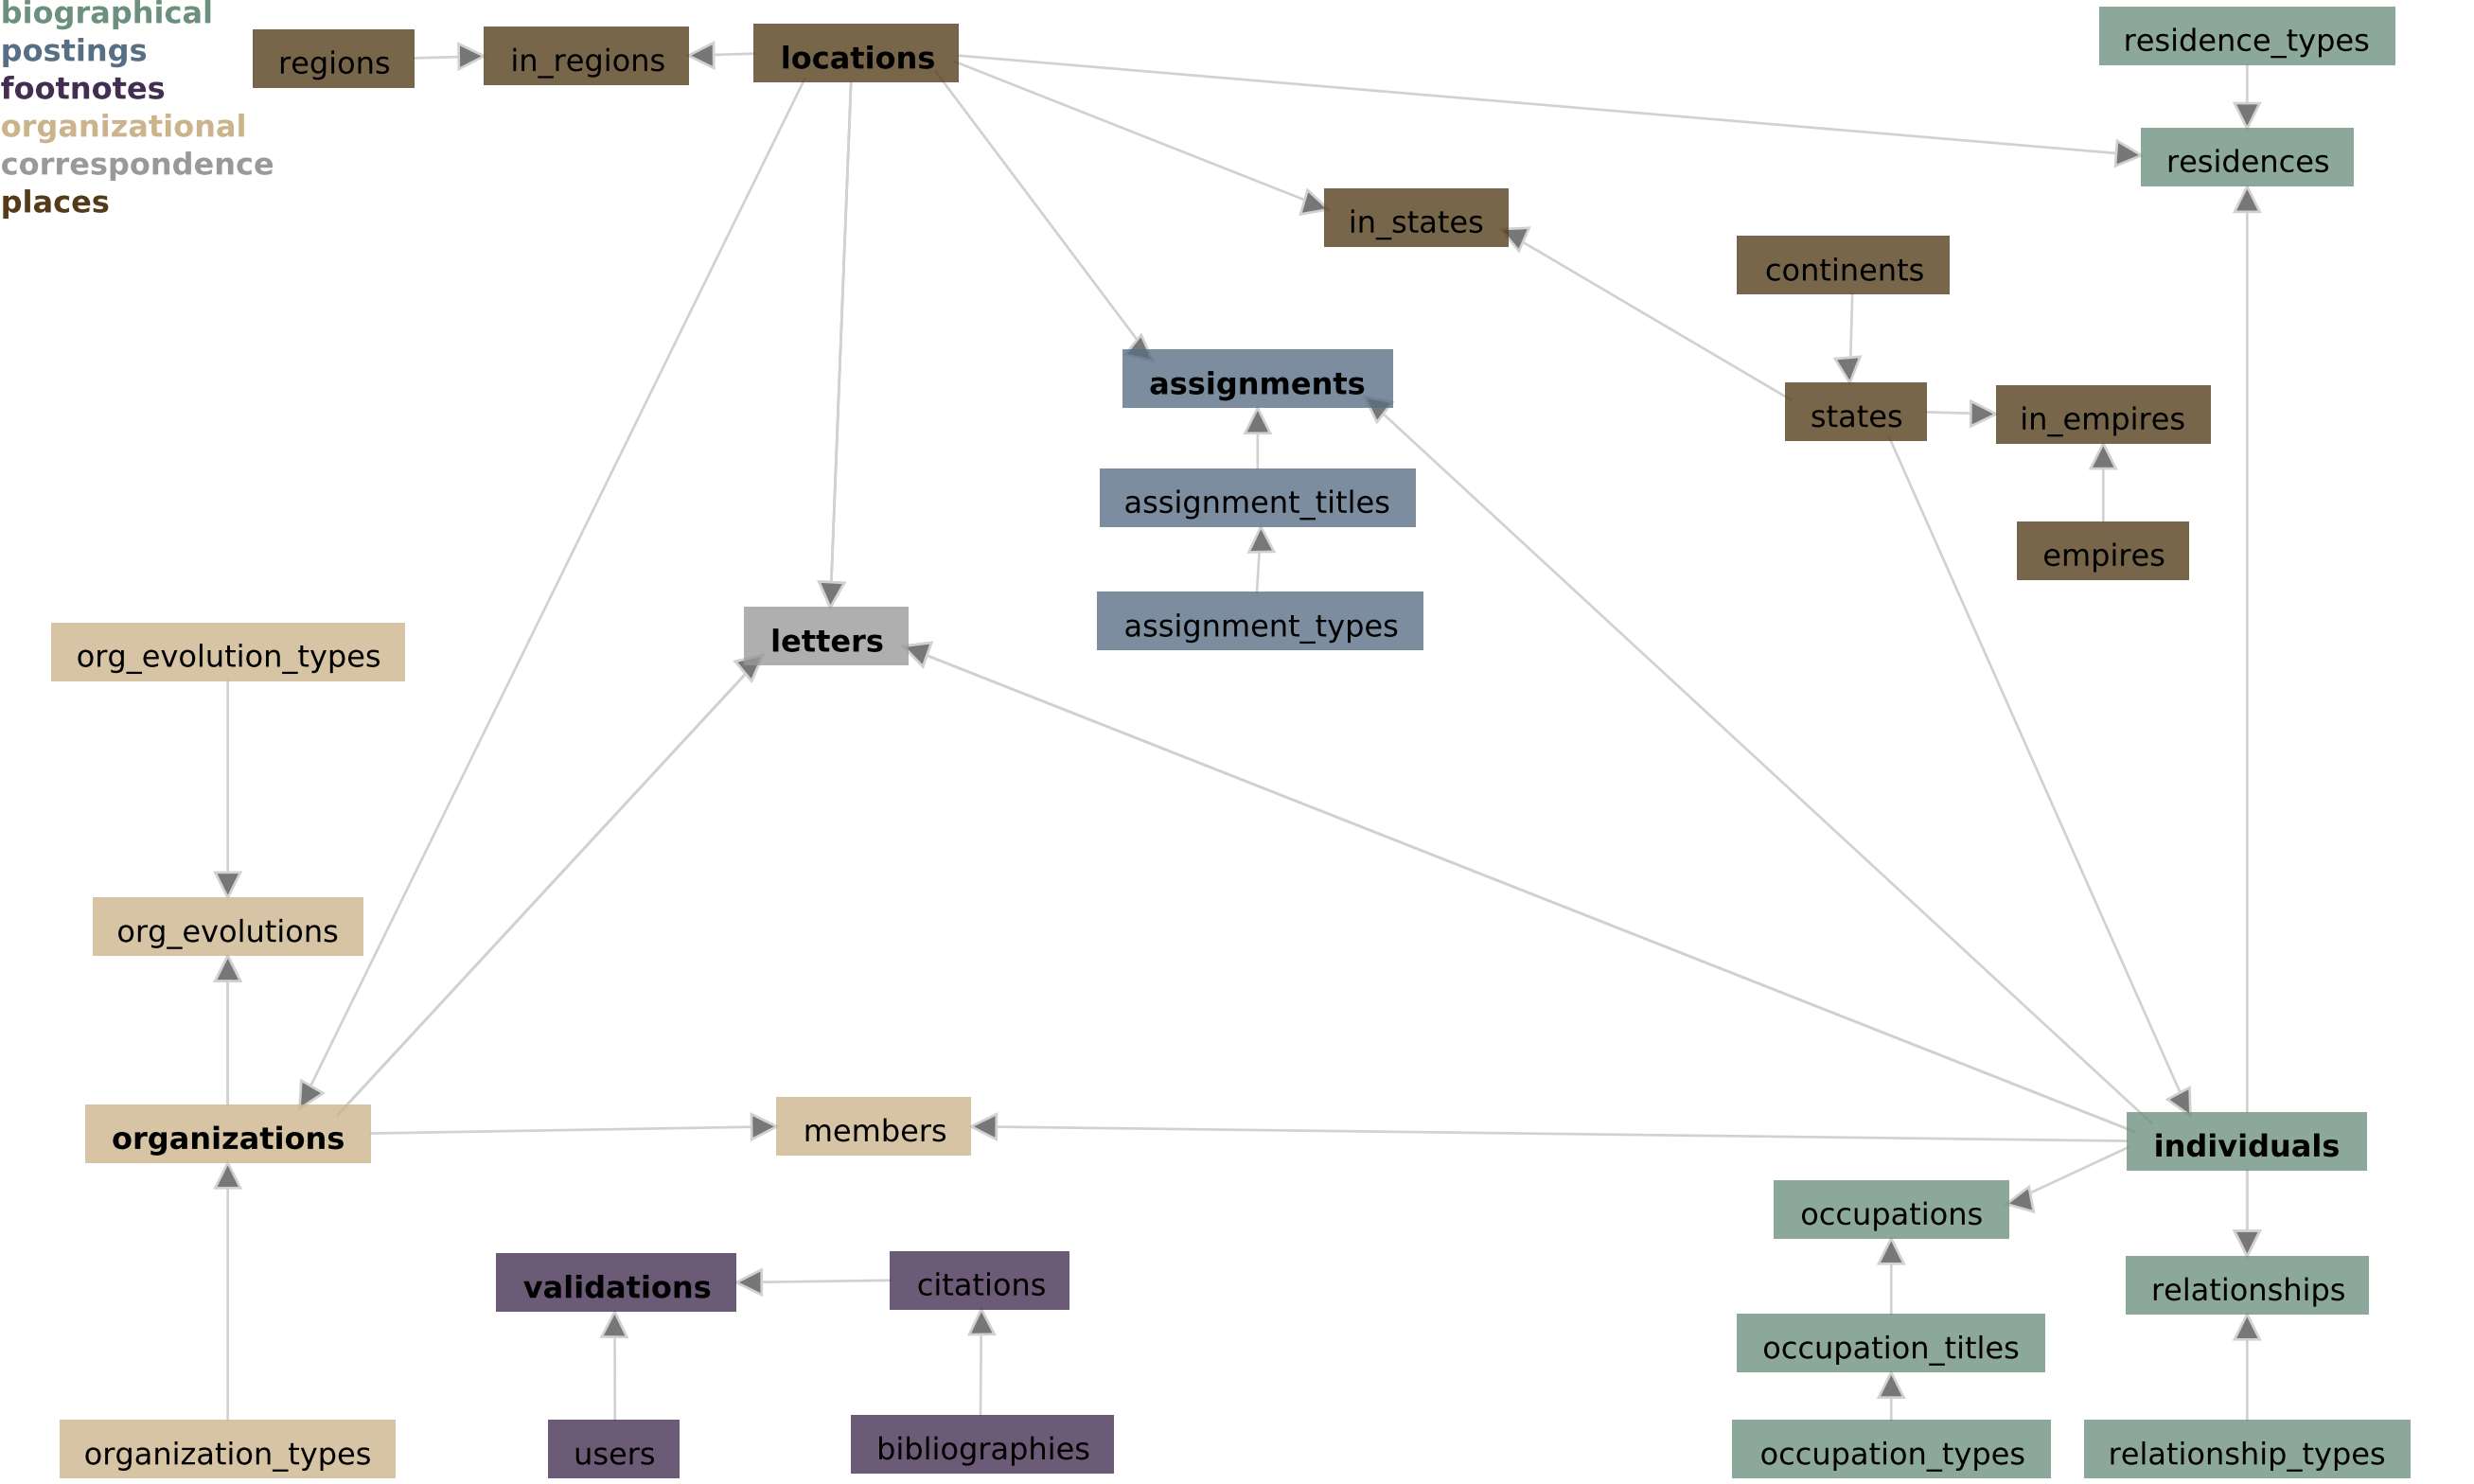 biographical
postings
footnotes
organizational
correspondence
places
regions
in_regions
locations
residence_types
residences
in_states
continents
assignments
states
in_empires
assignment_titles
empires
assignment_types
letters
org_evolution_types
org_evolutions
organizations
members
individuals
occupations
validations
citations
relationships
occupation_titles
organization_types
users
bibliographies
occupation_types
relationship_types